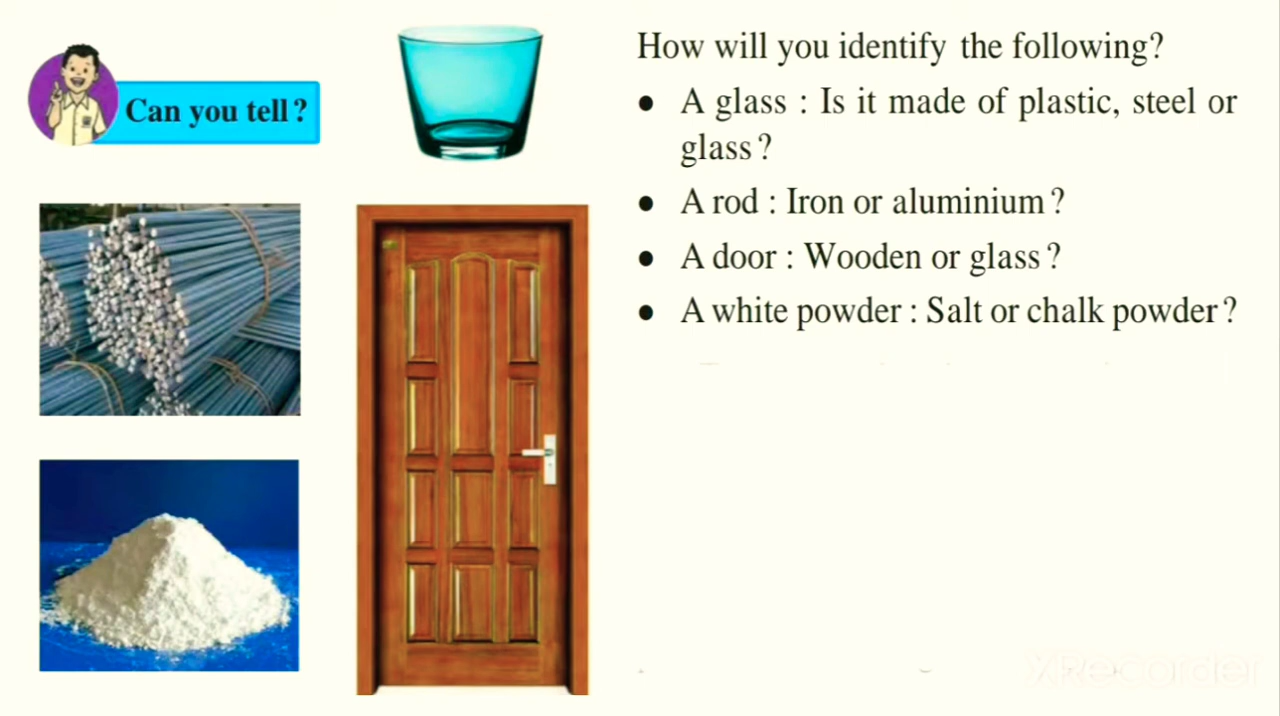 Can you tell ?
How will you identify the following?
● A glass : Is it made of plastic, steel or
glass ?
● A rod : Iron or aluminium ?
● A door : Wooden or glass ?
● A white powder : Salt or chalk powder ?
XRecorder